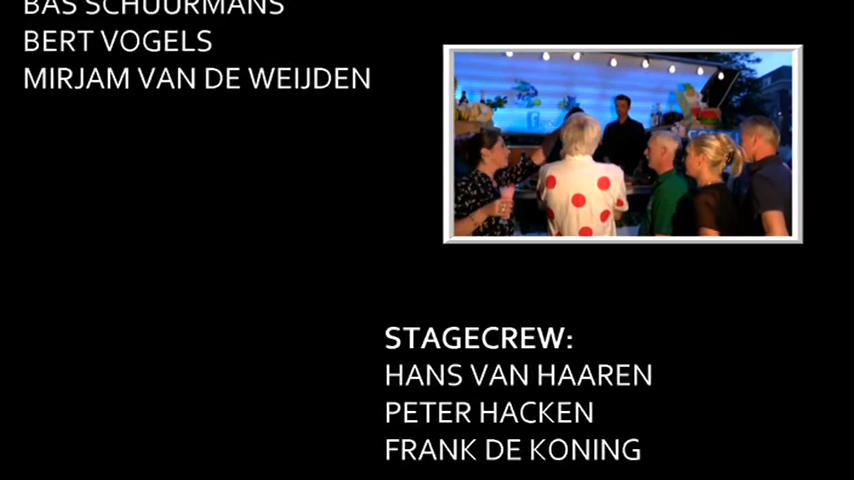 BAS SCHUURMANS
BERT VOGELS
MIRJAM VAN DE WEIJDEN
STAGECREW:
HANS VAN HAAREN
PETER HACKEN
FRANK DE KONING